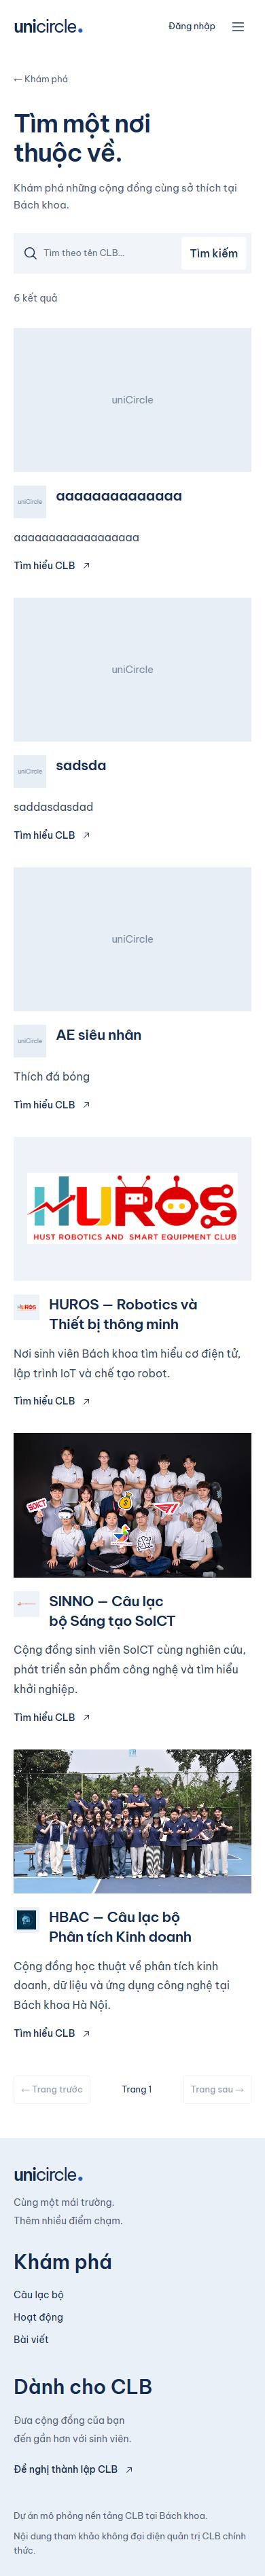 unicircle.
Đăng nhập
← Khám phá
Tìm một nơi
thuộc về.
Khám phá những cộng đồng cùng sở thích tại
Bách khoa.
Tìm theo tên CLB...
Tìm kiếm
6 kết quả
uniCircle
uniCircle
aaaaaaaaaaaaaa
aaaaaaaaaaaaaaaaaa
Tìm hiểu CLB ↗
uniCircle
uniCircle
sadsda
saddasdasdad
Tìm hiểu CLB ↗
uniCircle
uniCircle
AE siêu nhân
Thích đá bóng
Tìm hiểu CLB ↗
HUROS
HUST ROBOTICS AND SMART EQUIPMENT CLUB
HUROS
HUROS — Robotics và
Thiết bị thông minh
Nơi sinh viên Bách khoa tìm hiểu cơ điện tử,
lập trình IoT và chế tạo robot.
Tìm hiểu CLB ↗
SOICT
SINNO — Câu lạc
bộ Sáng tạo SoICT
Cộng đồng sinh viên SoICT cùng nghiên cứu,
phát triển sản phẩm công nghệ và tìm hiểu
khởi nghiệp.
Tìm hiểu CLB ↗
HBAC — Câu lạc bộ
Phân tích Kinh doanh
Cộng đồng học thuật về phân tích kinh
doanh, dữ liệu và ứng dụng công nghệ tại
Bách khoa Hà Nội.
Tìm hiểu CLB ↗
← Trang trước
Trang 1
Trang sau →
unicircle.
Cùng một mái trường.
Thêm nhiều điểm chạm.
Khám phá
Câu lạc bộ
Hoạt động
Bài viết
Dành cho CLB
Đưa cộng đồng của bạn
đến gần hơn với sinh viên.
Đề nghị thành lập CLB ↗
Dự án mô phỏng nền tảng CLB tại Bách khoa.
Nội dung tham khảo không đại diện quản trị CLB chính
thức.